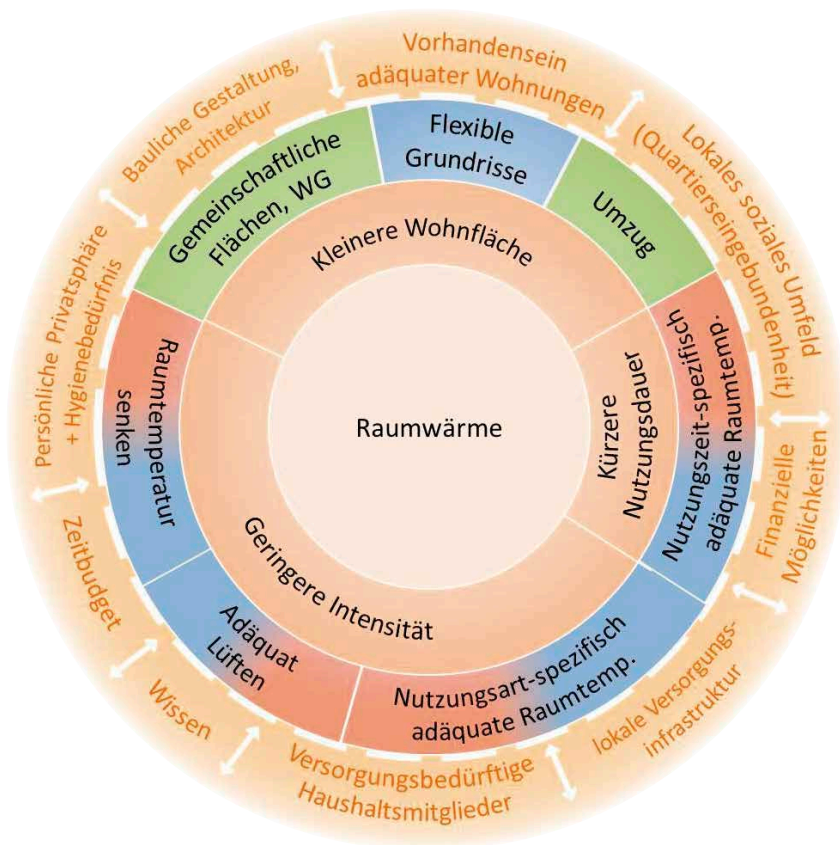 Vorhandensein
adäquater Wohnungen
Lokales soziales Umfeld
(Quartierseingebundenheit)
Finanzielle
Möglichkeiten
lokale Versorgungs-
infrastruktur
Versorgungsbedürftige
Haushaltsmitglieder
Wissen
Zeitbudget
Persönliche Privatsphäre
+ Hygienebedürfnis
Bauliche Gestaltung,
Architektur
Flexible
Grundrisse
Umzug
Nutzungszeit-spezifisch
adäquate Raumtemp.
Nutzungsart-spezifisch
adäquate Raumtemp.
Adäquat
Lüften
Raumtemperatur
senken
Gemeinschaftliche
Flächen, WG
Kleinere Wohnfläche
Kürzere
Nutzungsdauer
Geringere Intensität
Raumwärme